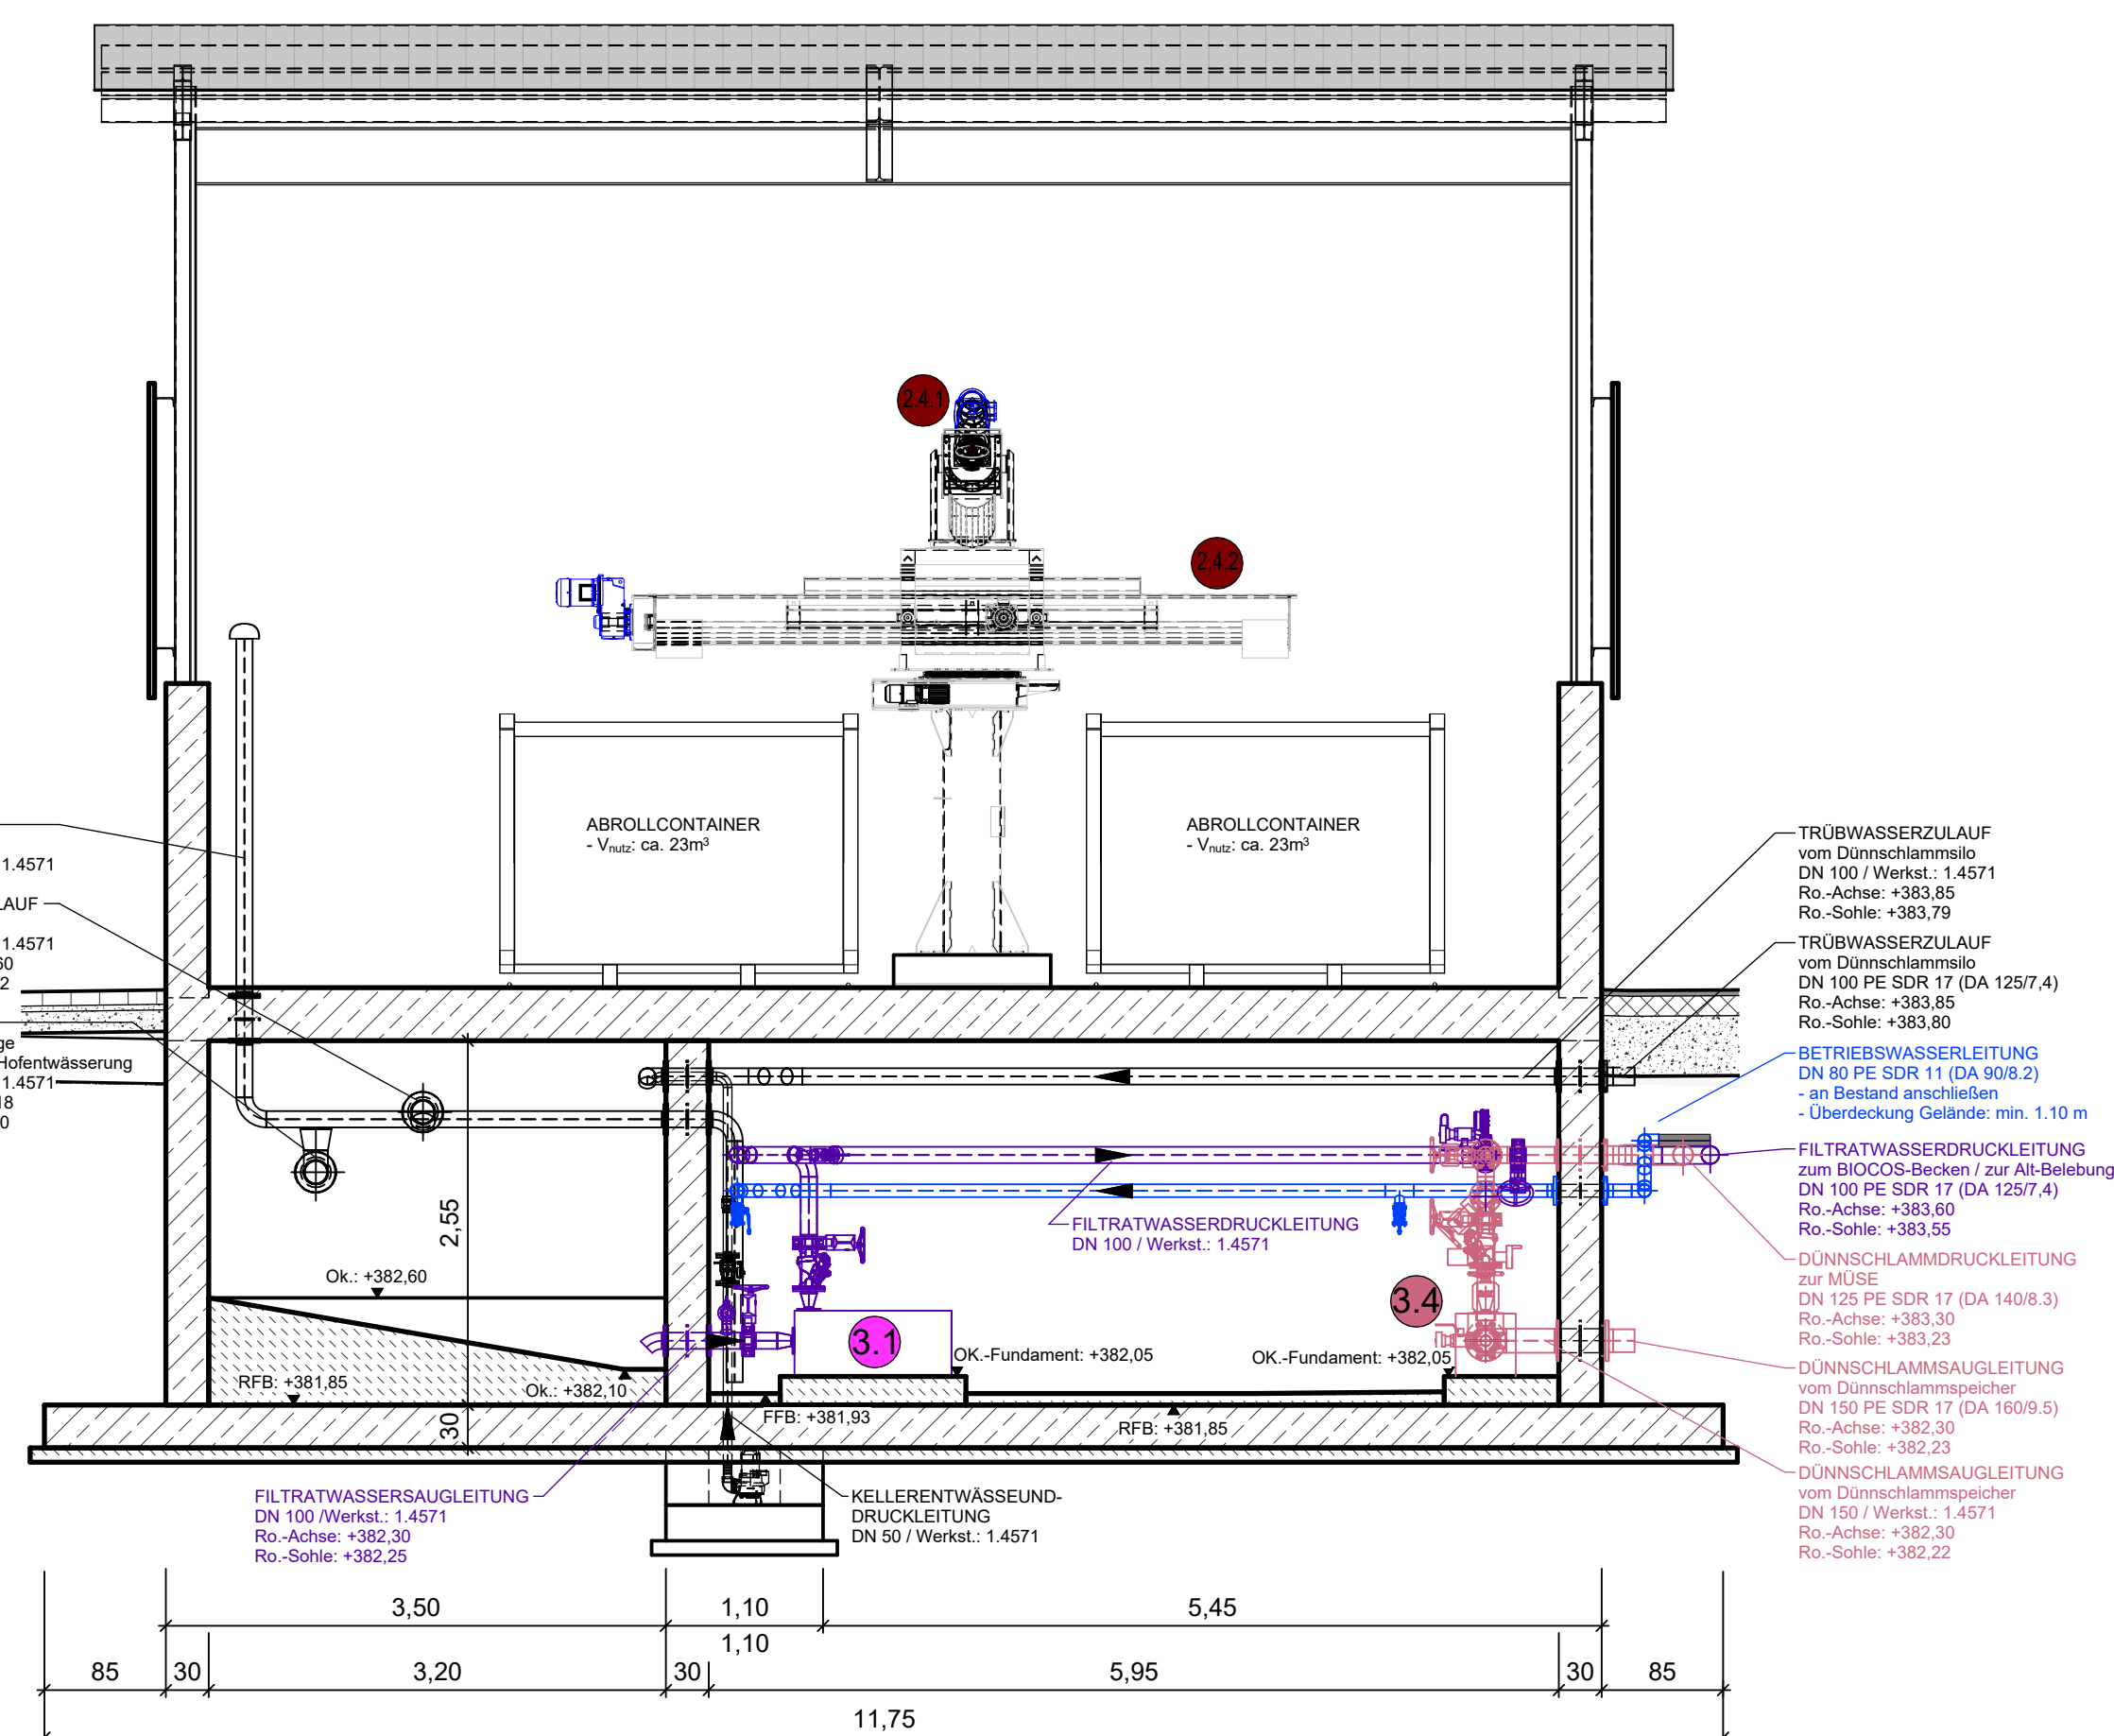 2.4.1
2.4.2
ABROLLCONTAINER
- Vnutz: ca. 23m³
ABROLLCONTAINER
- Vnutz: ca. 23m³
1.4571
LAUF
1.4571
60
2
ge
Hofentwässerung
1.4571
18
0
TRÜBWASSERZULAUF
vom Dünnschlammsilo
DN 100 / Werkst.: 1.4571
Ro.-Achse: +383,85
Ro.-Sohle: +383,79
TRÜBWASSERZULAUF
vom Dünnschlammsilo
DN 100 PE SDR 17 (DA 125/7,4)
Ro.-Achse: +383,85
Ro.-Sohle: +383,80
BETRIEBSWASSERLEITUNG
DN 80 PE SDR 11 (DA 90/8.2)
- an Bestand anschließen
- Überdeckung Gelände: min. 1.10 m
FILTRATWASSERDRUCKLEITUNG
zum BIOCOS-Becken / zur Alt-Belebung
DN 100 PE SDR 17 (DA 125/7,4)
Ro.-Achse: +383,60
Ro.-Sohle: +383,55
DÜNNSCHLAMMDRUCKLEITUNG
zur MÜSE
DN 125 PE SDR 17 (DA 140/8.3)
Ro.-Achse: +383,30
Ro.-Sohle: +383,23
DÜNNSCHLAMMSAUGLEITUNG
vom Dünnschlammspeicher
DN 150 PE SDR 17 (DA 160/9.5)
Ro.-Achse: +382,30
Ro.-Sohle: +382,23
DÜNNSCHLAMMSAUGLEITUNG
vom Dünnschlammspeicher
DN 150 / Werkst.: 1.4571
Ro.-Achse: +382,30
Ro.-Sohle: +382,22
FILTRATWASSERDRUCKLEITUNG
DN 100 / Werkst.: 1.4571
2,55
30
Ok.: +382,60
RFB: +381,85
Ok.: +382,10
3.1
3.4
OK.-Fundament: +382,05
OK.-Fundament: +382,05
FFB: +381,93
RFB: +381,85
FILTRATWASSERSAUGLEITUNG
DN 100 /Werkst.: 1.4571
Ro.-Achse: +382,30
Ro.-Sohle: +382,25
KELLERENTWÄSSEUND-
DRUCKLEITUNG
DN 50 / Werkst.: 1.4571
3,50 1,10 5,45
1,10
85 30 3,20 30 5,95 30 85
11,75